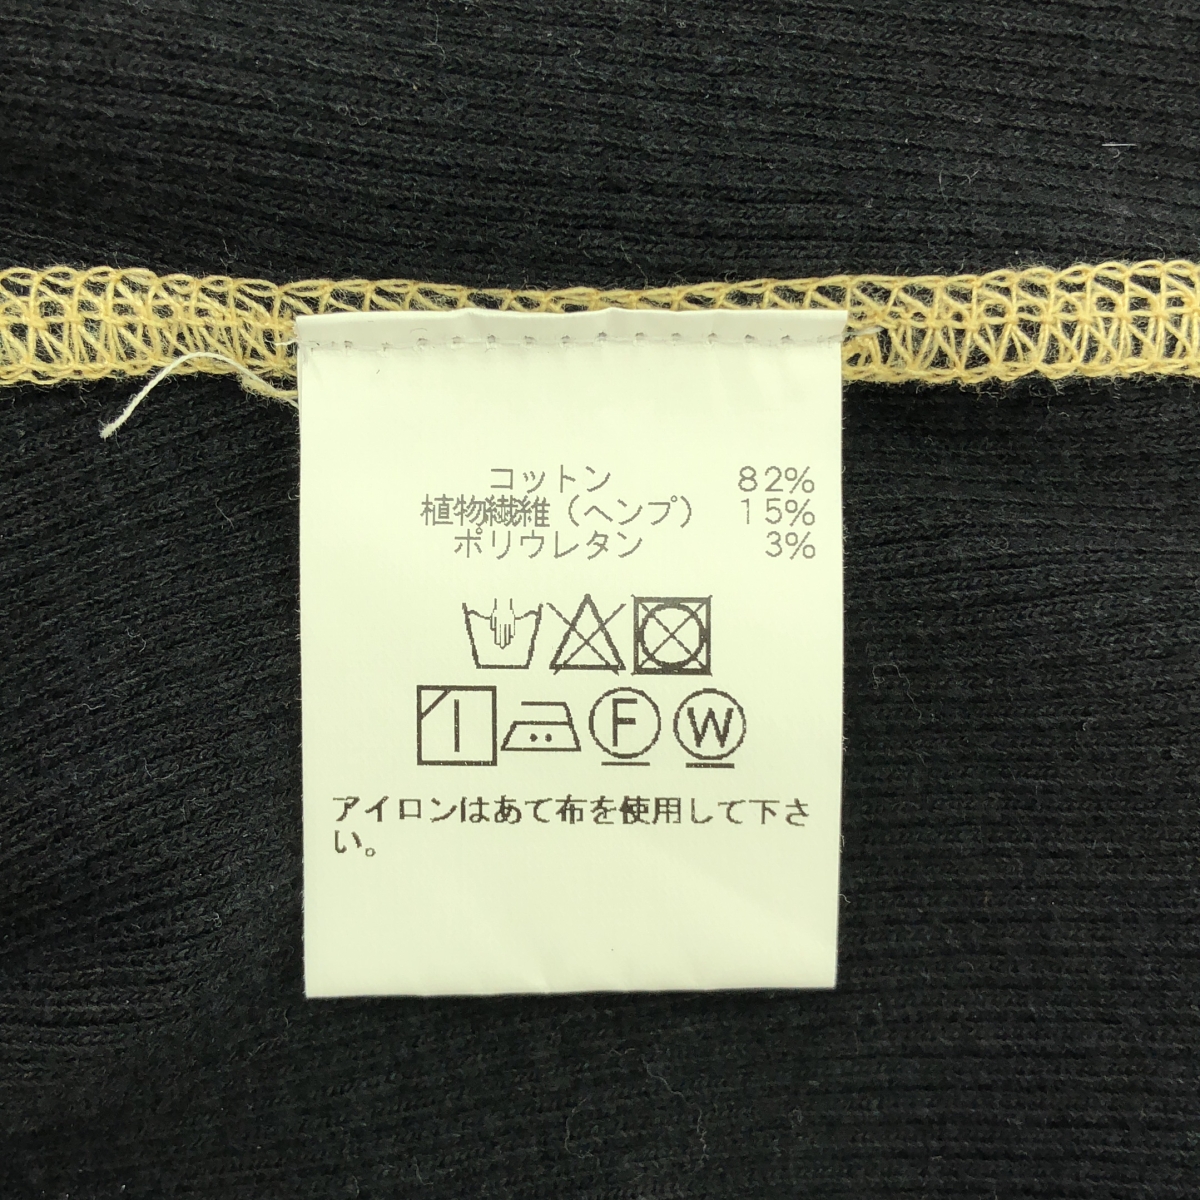 コットン 82%
植物繊維（ヘンプ） 15%
ポリウレタン 3%
F W
アイロンはあて布を使用して下さ
い。